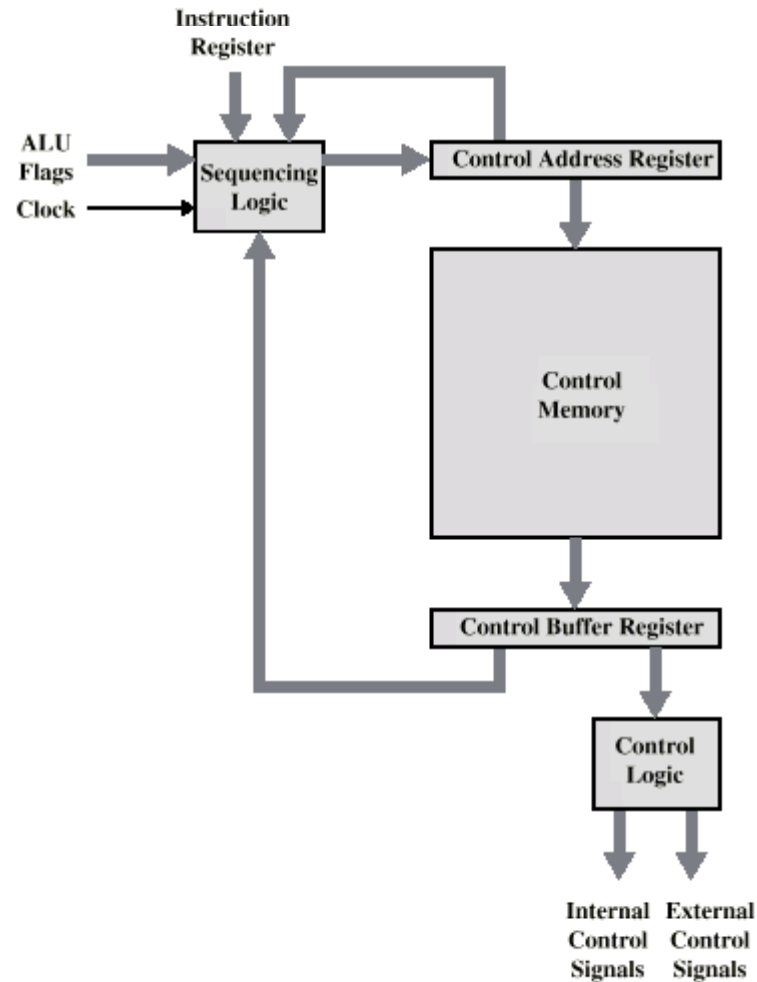 Instruction
Register
ALU
Flags
Clock
Sequencing
Logic
Control Address Register
Control
Memory
Control Buffer Register
Control
Logic
Internal
Control
Signals
External
Control
Signals